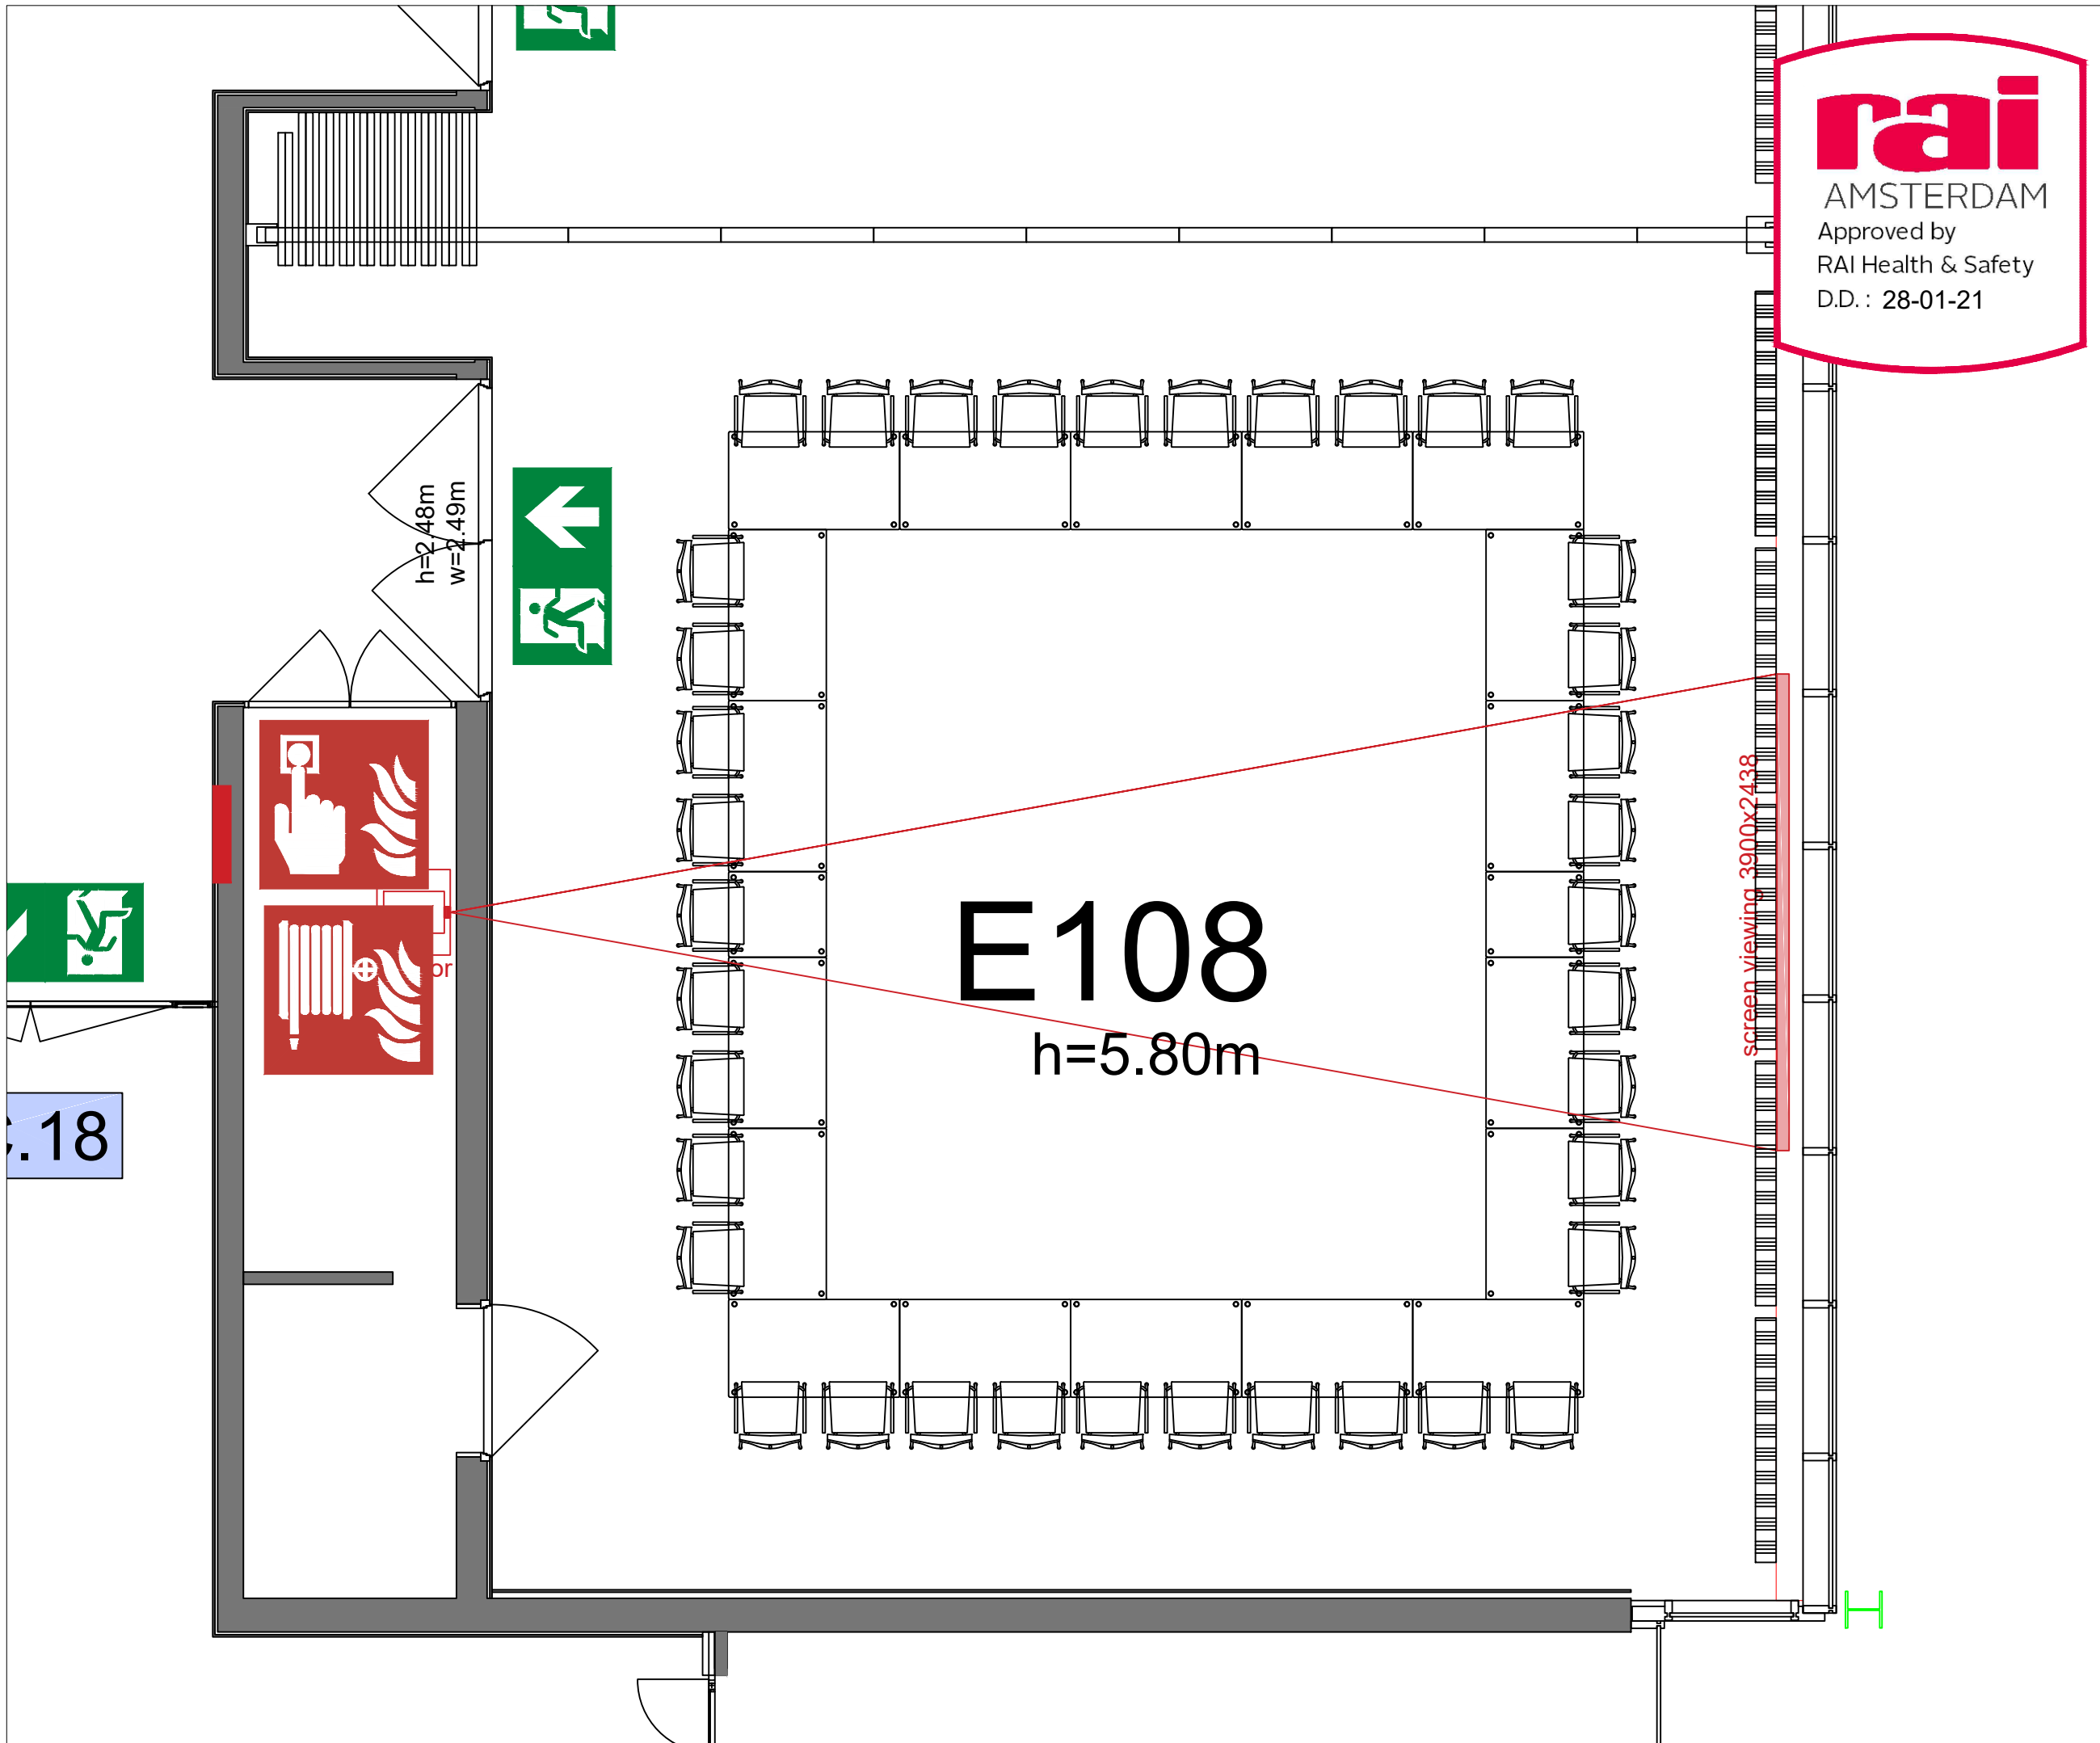 rai
AMSTERDAM
Approved by
RAI Health & Safety
D.D.: 28-01-21
h=2.48m
w=2.49m
screen viewing 3900x2438
E108
h=5.80m
or
.18